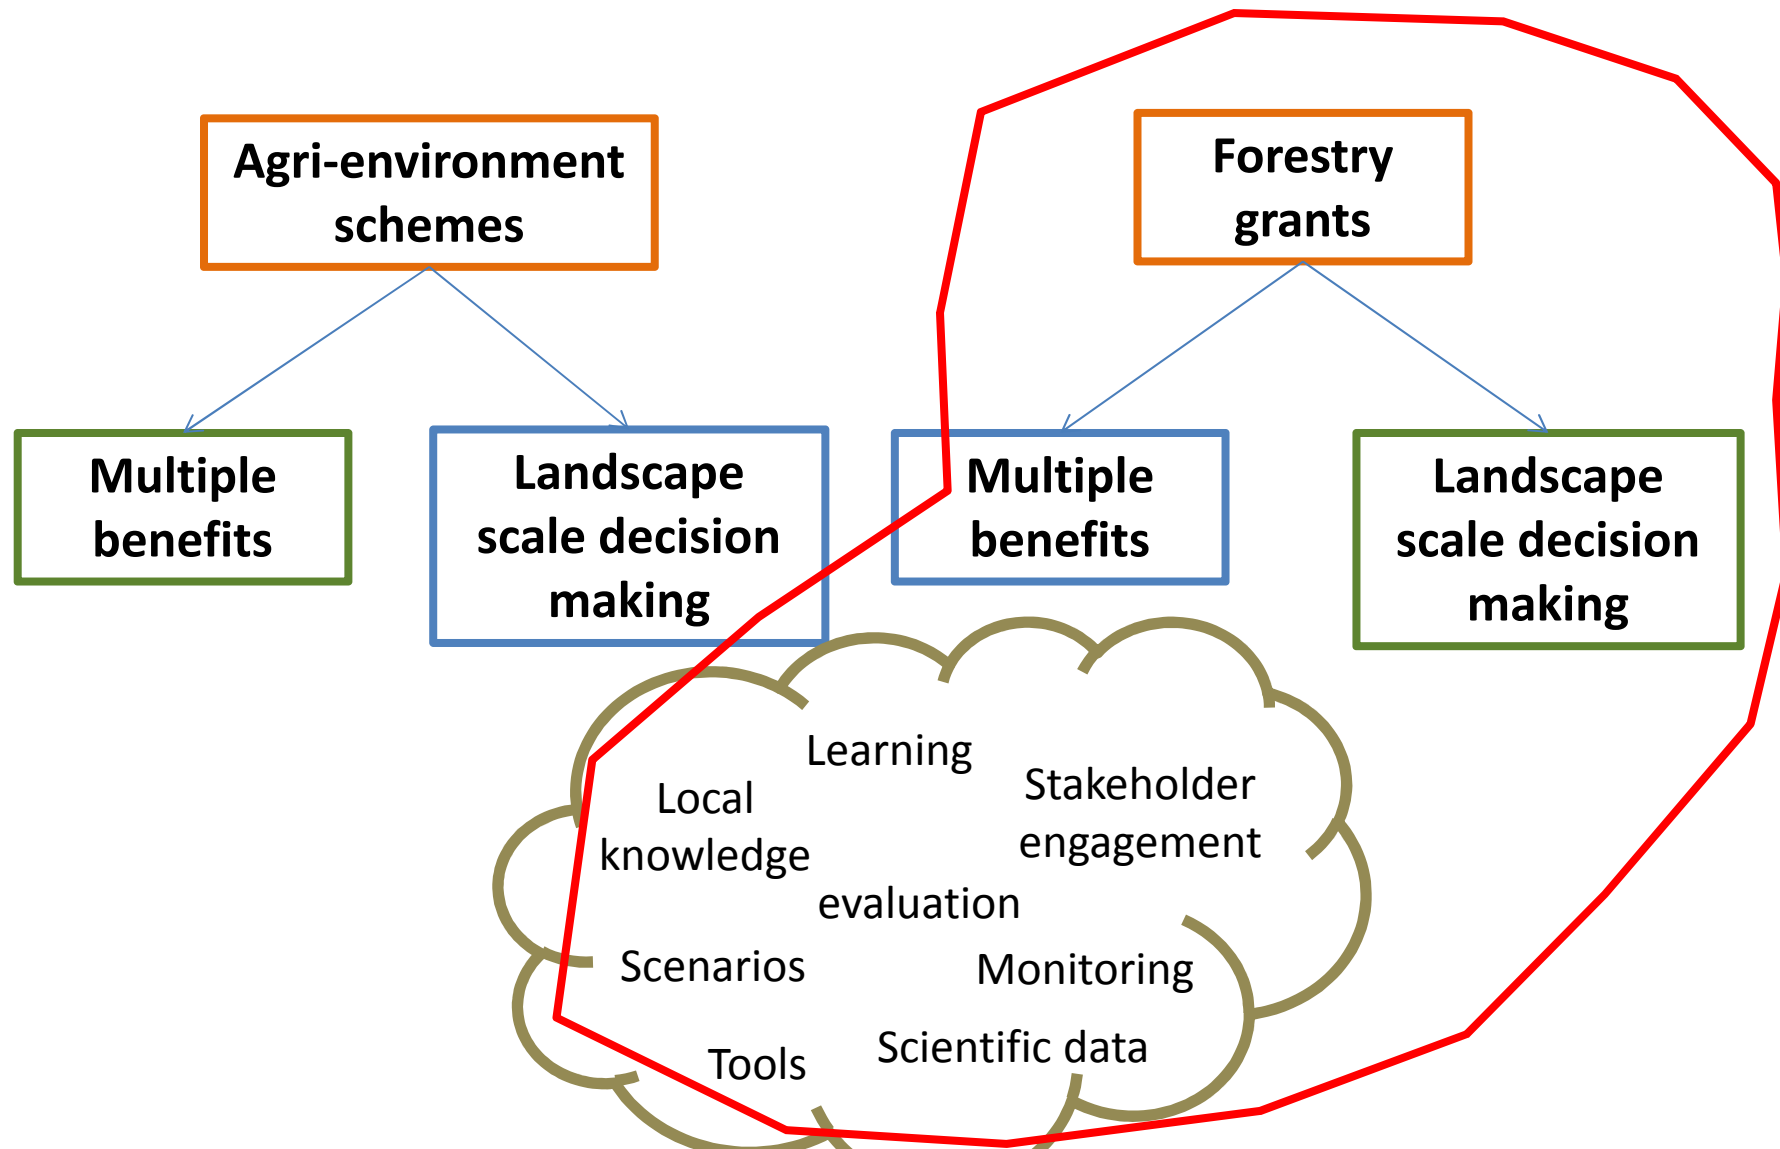 Agri-environment
schemes
Forestry
grants
Multiple
benefits
Landscape
scale decision
making
Multiple
benefits
Landscape
scale decision
making
Learning
Local
knowledge
Stakeholder
engagement
evaluation
Scenarios
Monitoring
Tools
Scientific data